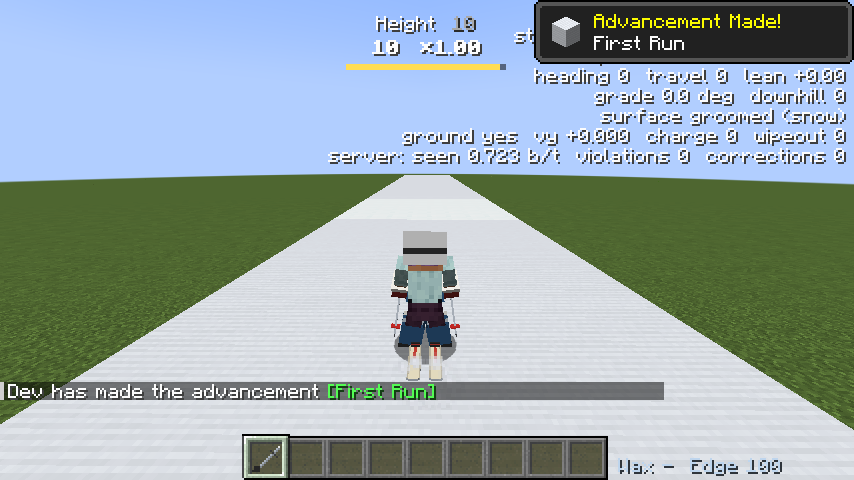 Height 10
10 ×1.00
st
Advancement Made!
First Run
heading 0 travel 0 lean +0.00
grade 0.0 deg downhill 0
surface groomed (snow)
ground yes vy +0.000 charge 0 wipeout 0
server: seen 0.723 b/t violations 0 corrections 0
Dev has made the advancement [First Run]
Wax - Edge 100